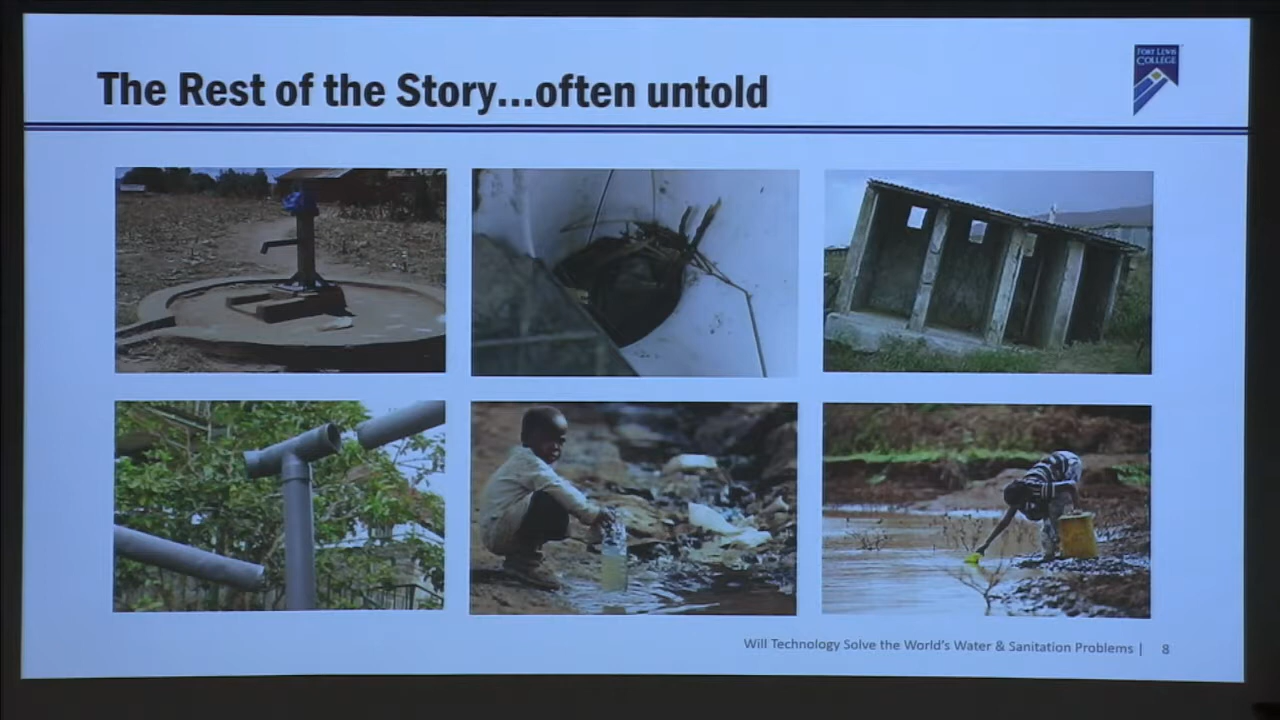 The Rest of the Story...often untold
FORT LEWIS
COLLEGE
Will Technology Solve the World's Water & Sanitation Problems | 8